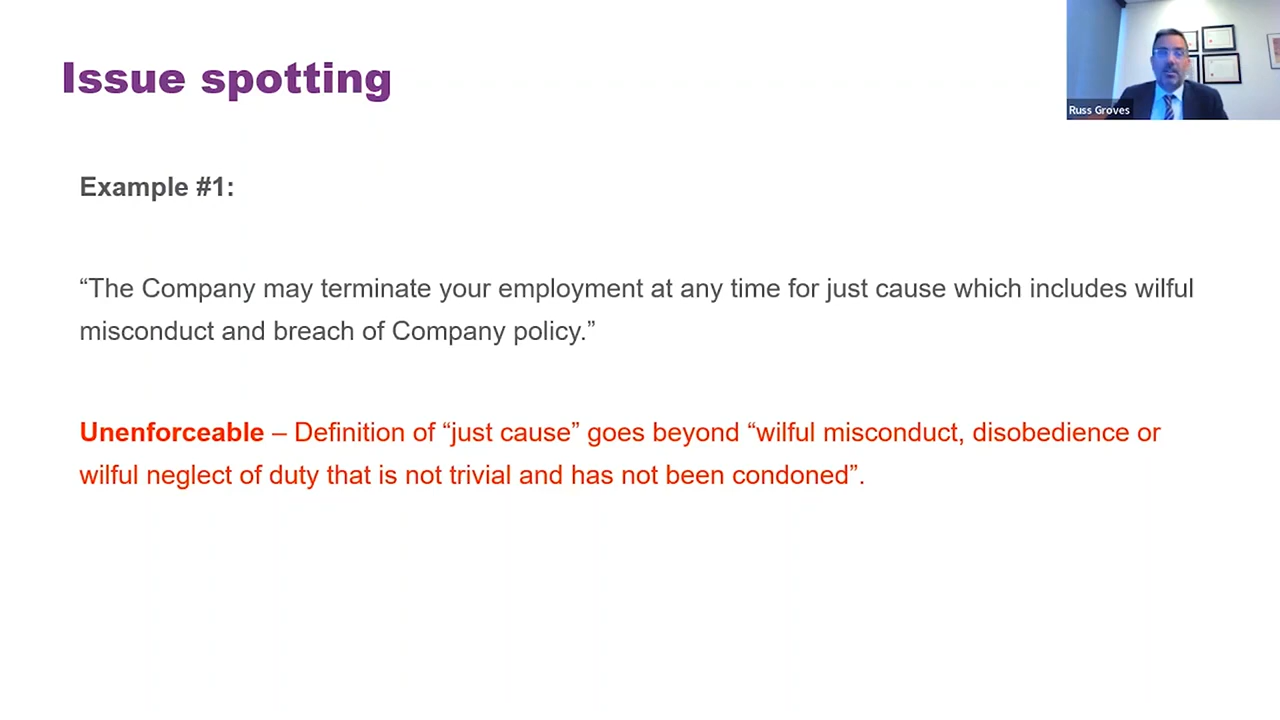 Issue spotting
Russ Groves
Example #1:
“The Company may terminate your employment at any time for just cause which includes wilful
misconduct and breach of Company policy.”
Unenforceable – Definition of “just cause” goes beyond “wilful misconduct, disobedience or
wilful neglect of duty that is not trivial and has not been condoned”.